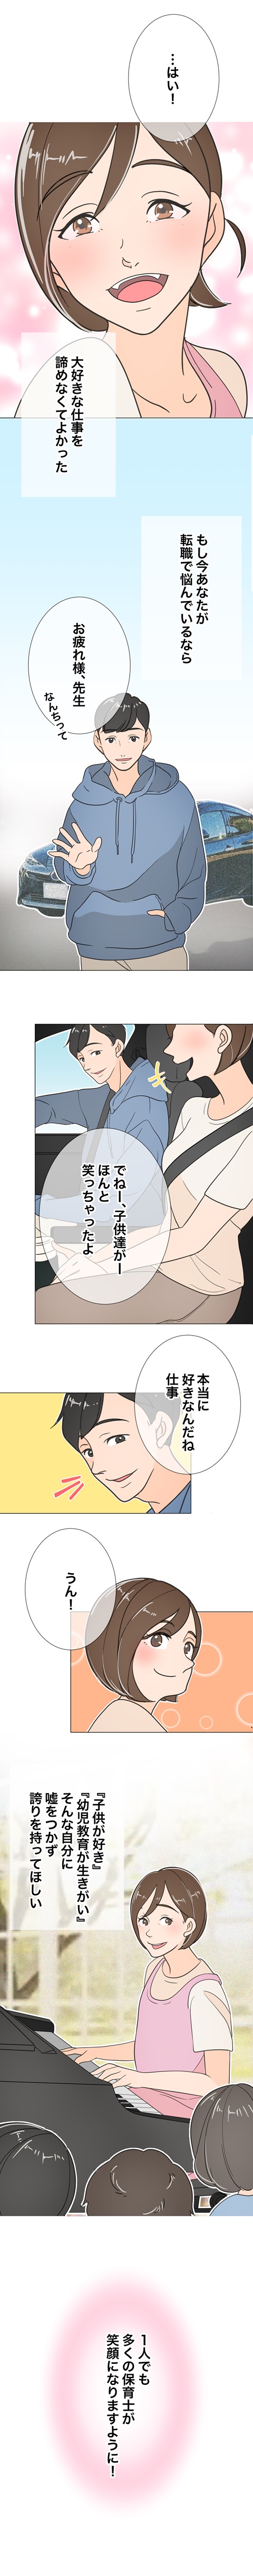 …はい！
大好きな仕事を
諦めなくてよかった
もし今あなたが
転職で悩んでいるなら
お疲れ様、先生
なんちって
でねー、子供達がー
ほんと
笑っちゃったよ
本当に
好きなんだね
仕事
うん！
『子供が好き』
『幼児教育が生きがい』
そんな自分に
嘘をつかず
誇りを持ってほしい
1人でも
多くの保育士が
笑顔になりますように！